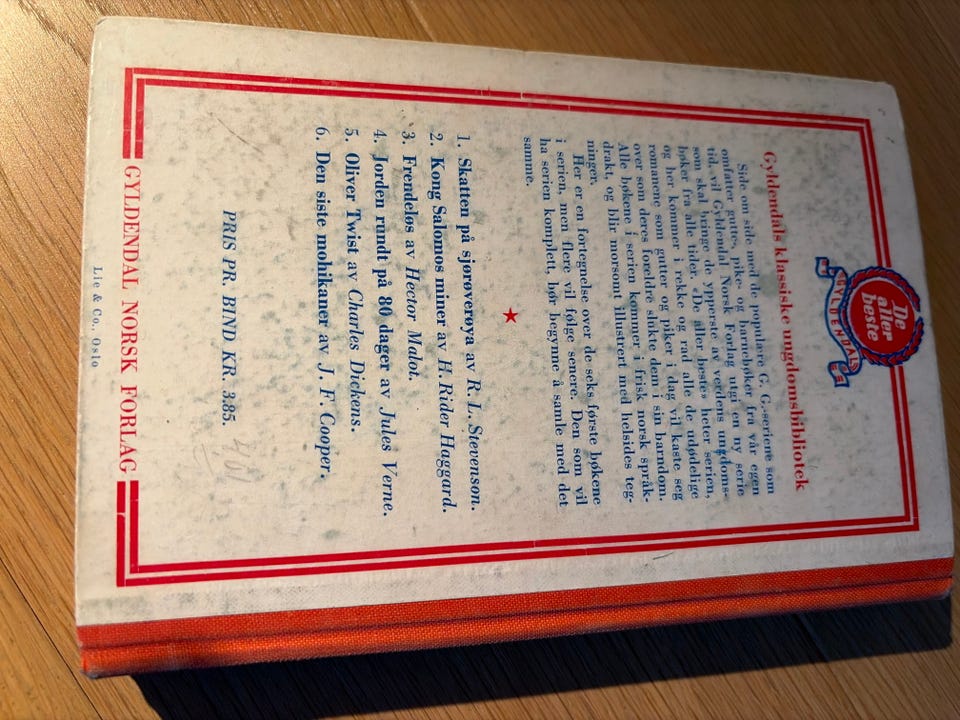 De
aller
beste
GYLDENDAL
Gyldendals klassiske ungdomsbibliotek
Side om side med de populære G. G.-seriene som
omfatter gutte-, pike- og barnebøker fra vår egen
tid, vil Gyldendal Norsk Forlag utgi en ny serie
som skal bringe de ypperste av verdens ungdoms-
bøker fra alle tider. «De aller beste» heter serien,
og her kommer i rekke og rad alle de udødelige
romanene som gutter og piker i dag vil kaste seg
over som deres foreldre slukte dem i sin barndom.
Alle bøkene i serien kommer i frisk norsk språk-
drakt, og blir morsomt illustrert med helsides teg-
ninger.
Her er en fortegnelse over de seks første bøkene
i serien, men flere vil følge senere. Den som vil
ha serien komplett, bør begynne å samle med det
samme.
1. Skatten på sjørøverøya av R. L. Stevenson.
2. Kong Salomos miner av H. Rider Haggard.
3. Frendeløs av Hector Malot.
4. Jorden rundt på 80 dager av Jules Verne.
5. Oliver Twist av Charles Dickens.
6. Den siste mohikaner av J. F. Cooper.
PRIS PR. BIND KR. 3.85.
GYLDENDAL NORSK FORLAG
Lie & Co., Oslo